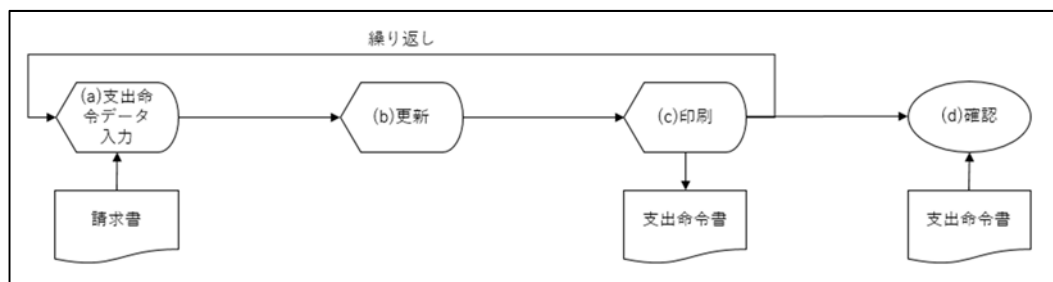 繰り返し
(a)支出命
令データ
入力
(b)更新
(c)印刷
(d)確認
請求書
支出命令書
支出命令書